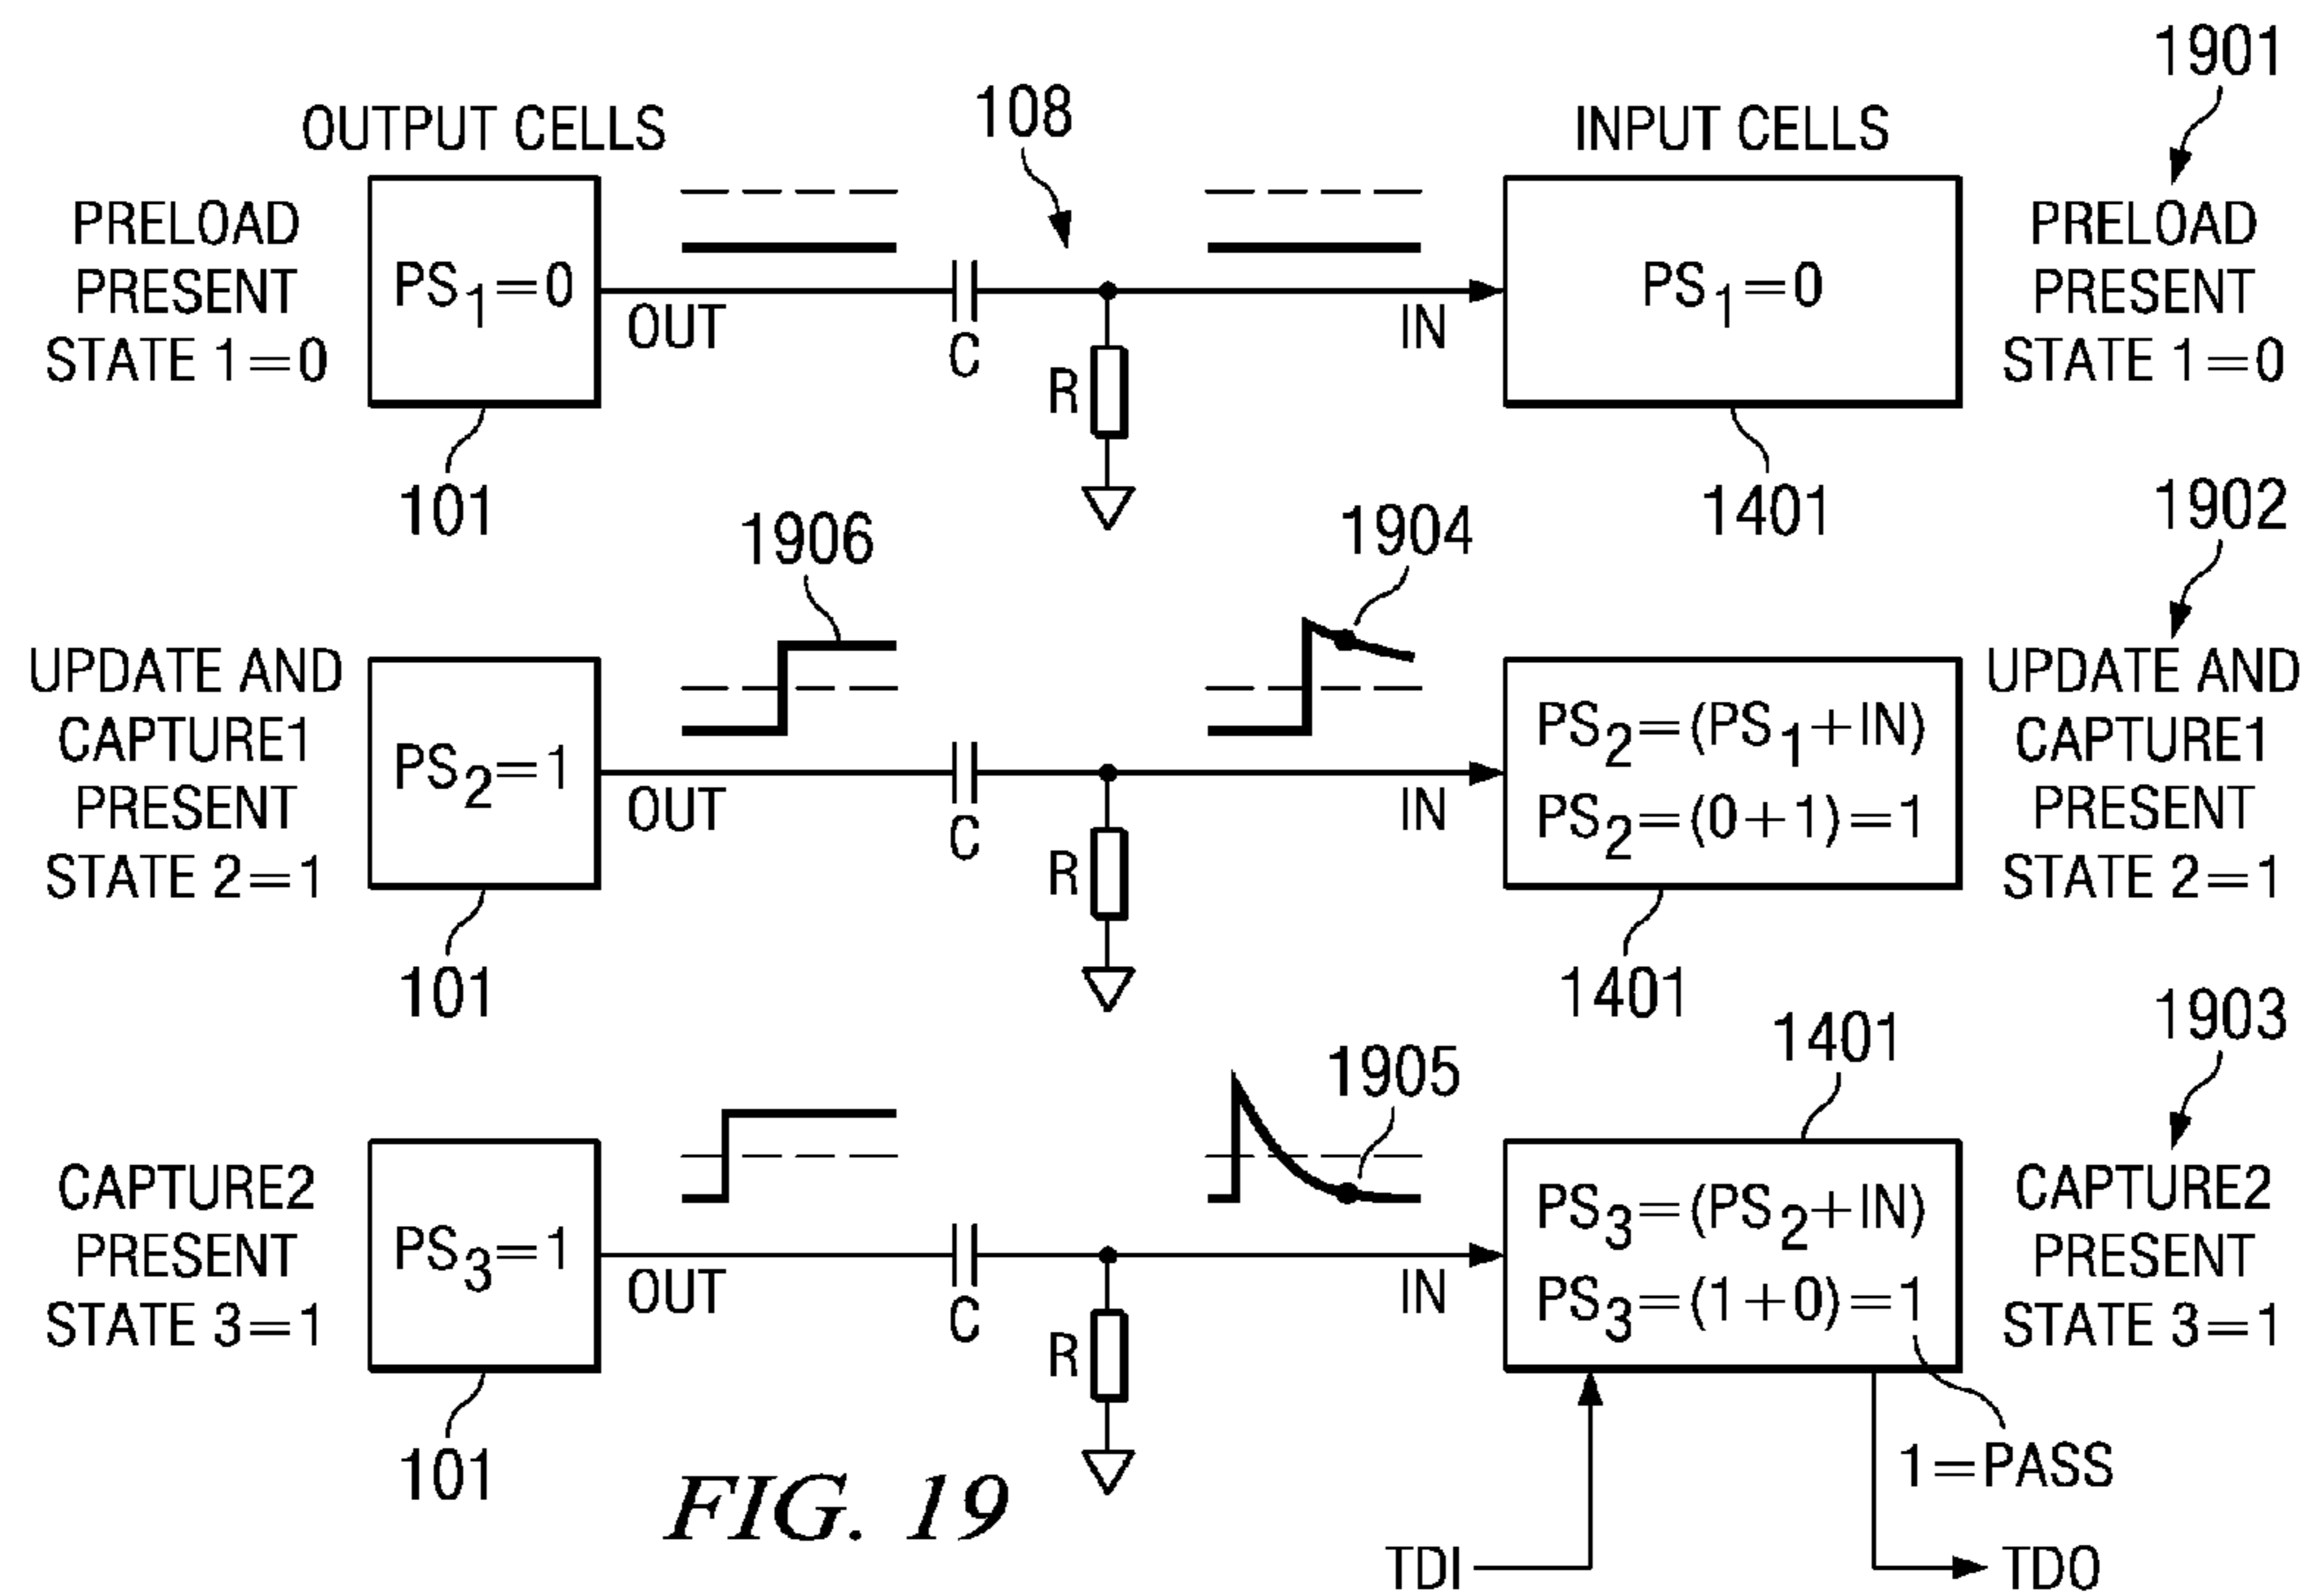 1901
OUTPUT CELLS
108
INPUT CELLS
PRELOAD
PRESENT
STATE 1=0
PS1=0
OUT
C
R
IN
PS1=0
PRELOAD
PRESENT
STATE 1=0
101
1401
1906
1904
1902
UPDATE AND
CAPTURE1
PRESENT
STATE 2=1
PS2=1
OUT
C
R
IN
PS2=(PS1+IN)
PS2=(0+1)=1
UPDATE AND
CAPTURE1
PRESENT
STATE 2=1
101
1401
1905
1401
1903
CAPTURE2
PRESENT
STATE 3=1
PS3=1
OUT
C
R
IN
PS3=(PS2+IN)
PS3=(1+0)=1
CAPTURE2
PRESENT
STATE 3=1
101
1=PASS
FIG. 19
TDI
TDO